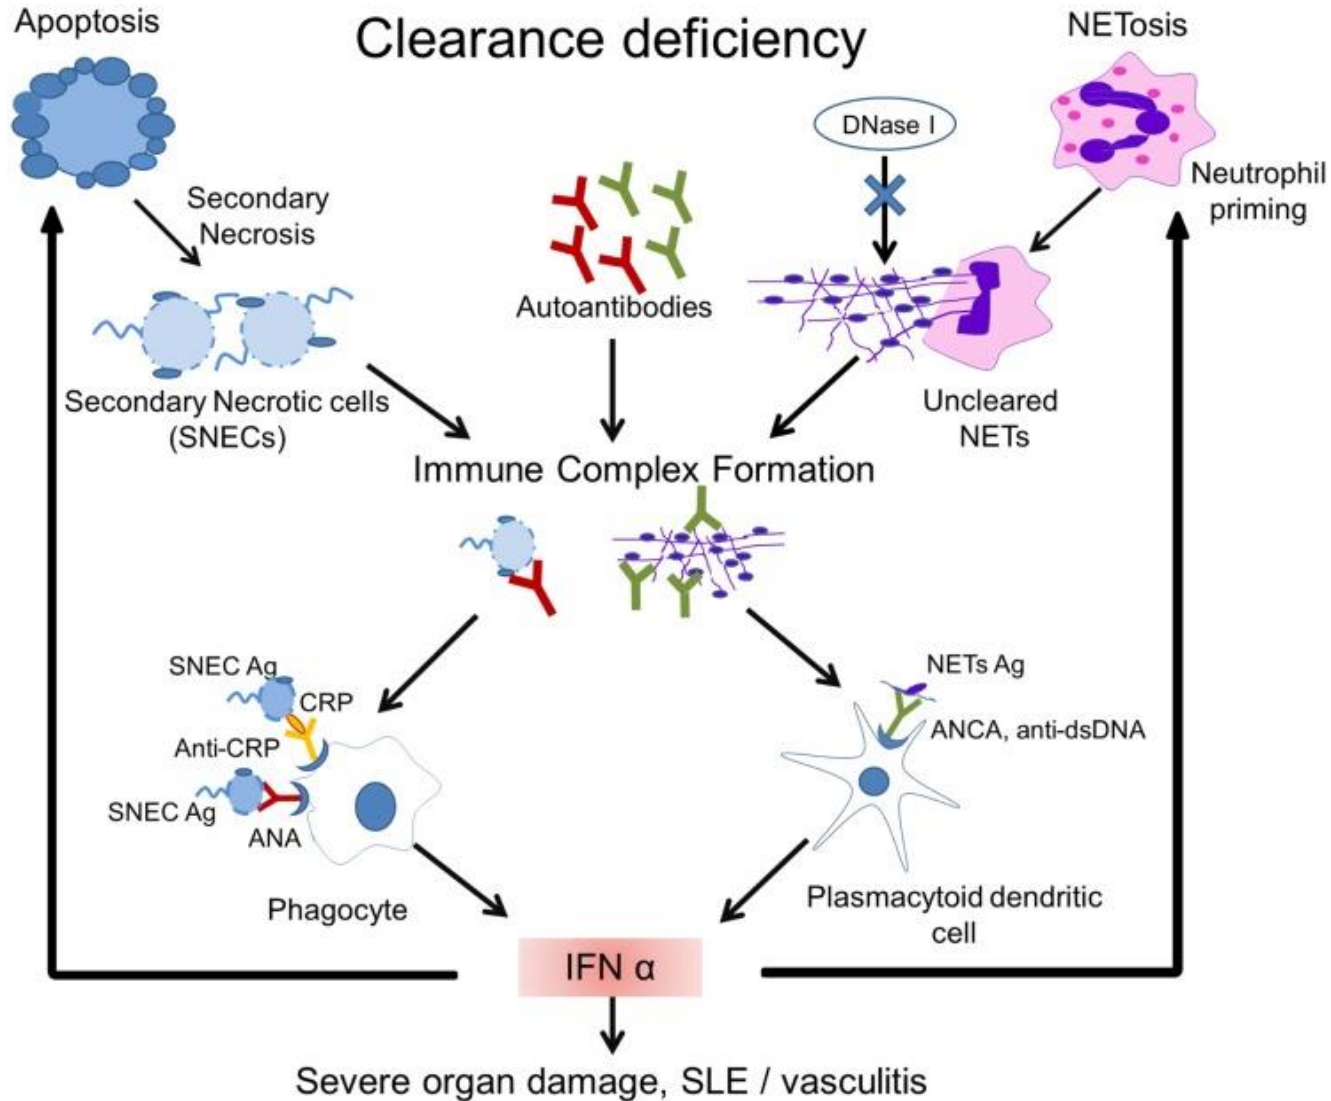 Clearance deficiency
Apoptosis
NETosis
DNase I
Neutrophil
priming
Secondary
Necrosis
Autoantibodies
Secondary Necrotic cells
(SNECs)
Uncleared
NETs
Immune Complex Formation
SNEC Ag
CRP
Anti-CRP
SNEC Ag
ANA
NETs Ag
ANCA, anti-dsDNA
Phagocyte
Plasmacytoid dendritic
cell
IFN α
Severe organ damage, SLE / vasculitis